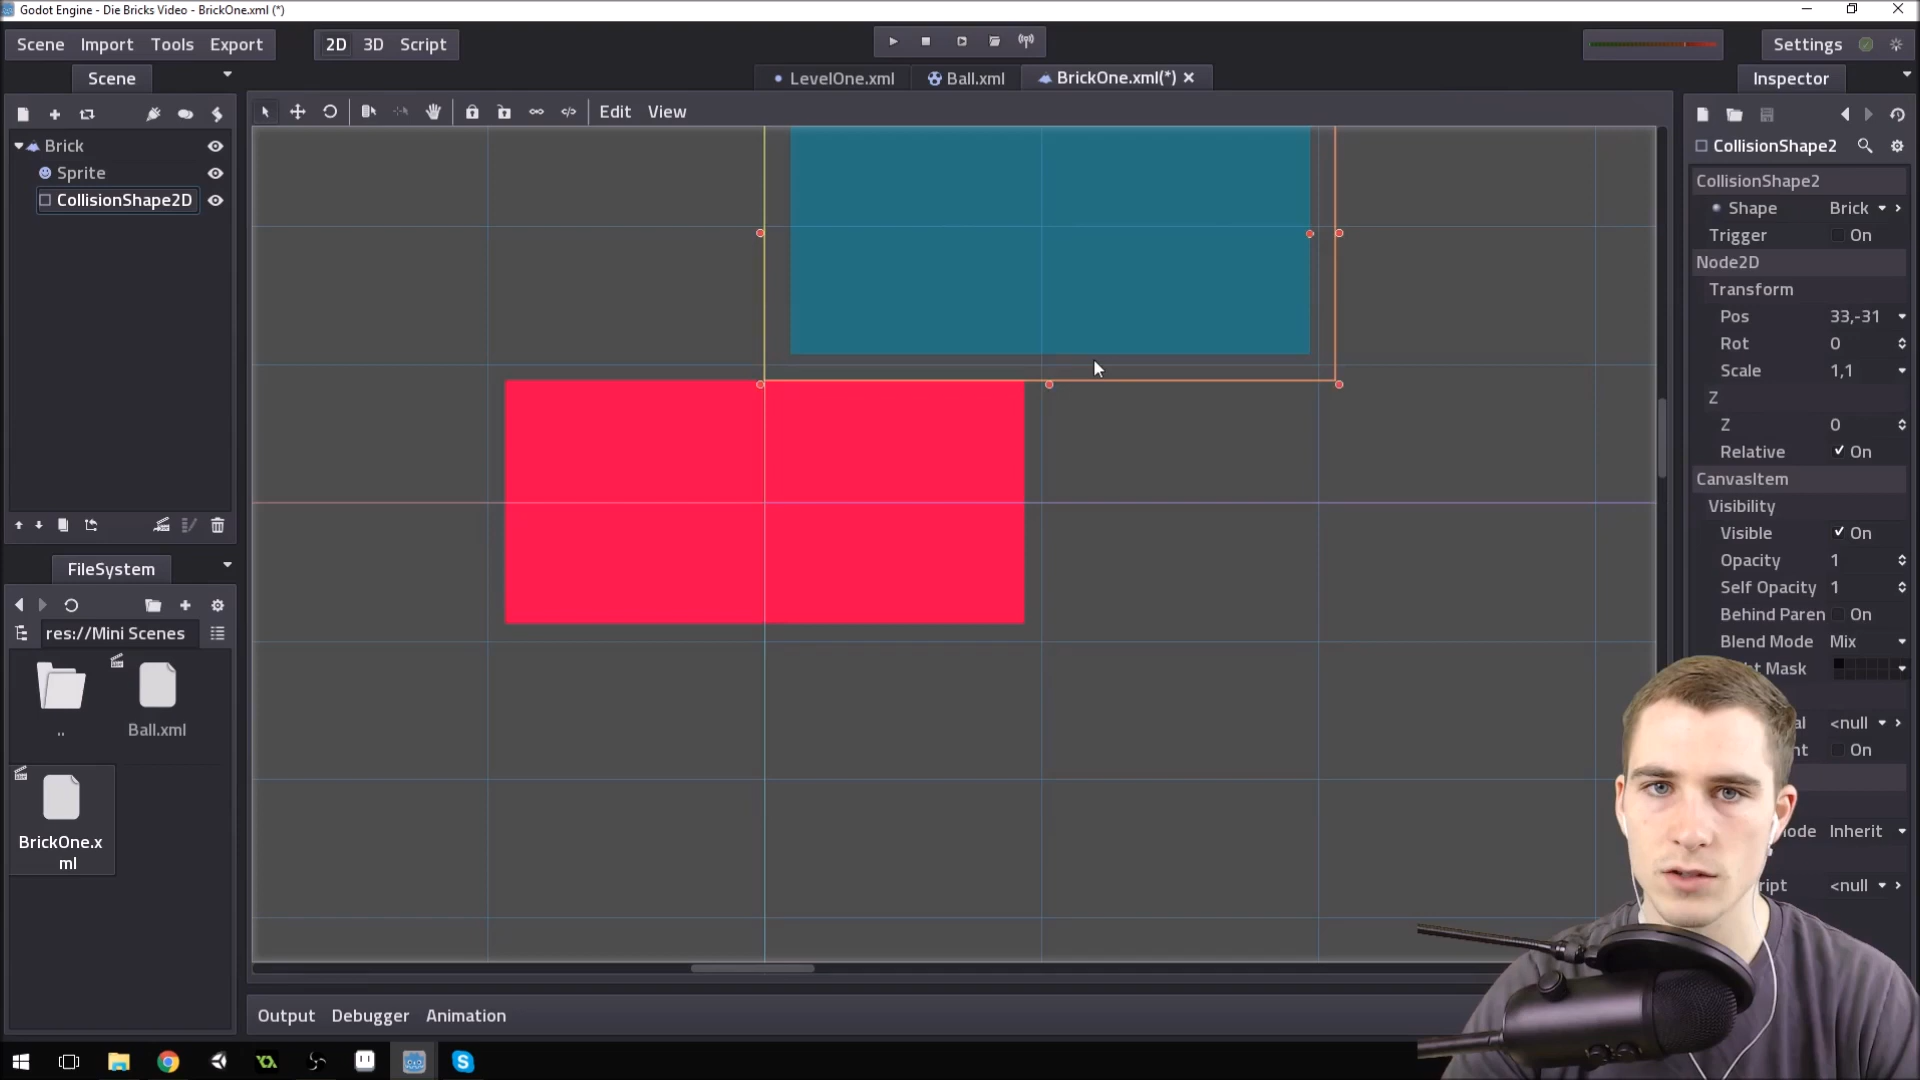 Godot Engine - Die Bricks Video - BrickOne.xml (*)
Scene Import Tools Export 2D 3D Script Settings
Scene LevelOne.xml Ball.xml BrickOne.xml(*) Inspector
Edit View
Brick
Sprite
CollisionShape2D
CollisionShape2
CollisionShape2
Shape Brick
Trigger On
Node2D
Transform
Pos 33,-31
Rot 0
Scale 1,1
Z
Z 0
Relative On
CanvasItem
Visibility
Visible On
Opacity 1
Self Opacity 1
Behind Paren On
Blend Mode Mix
Mask
<null
On
Inherit
<null
FileSystem
res://Mini Scenes
..
Ball.xml
BrickOne.x
ml
Output Debugger Animation